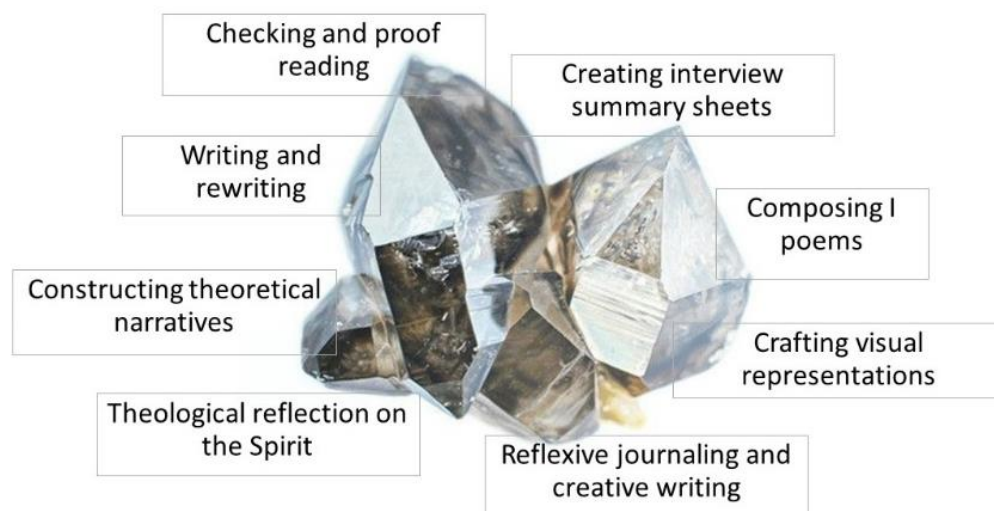 Checking and proof
reading
Creating interview
summary sheets
Writing and
rewriting
Composing I
poems
Constructing theoretical
narratives
Crafting visual
representations
Theological reflection on
the Spirit
Reflexive journaling and
creative writing